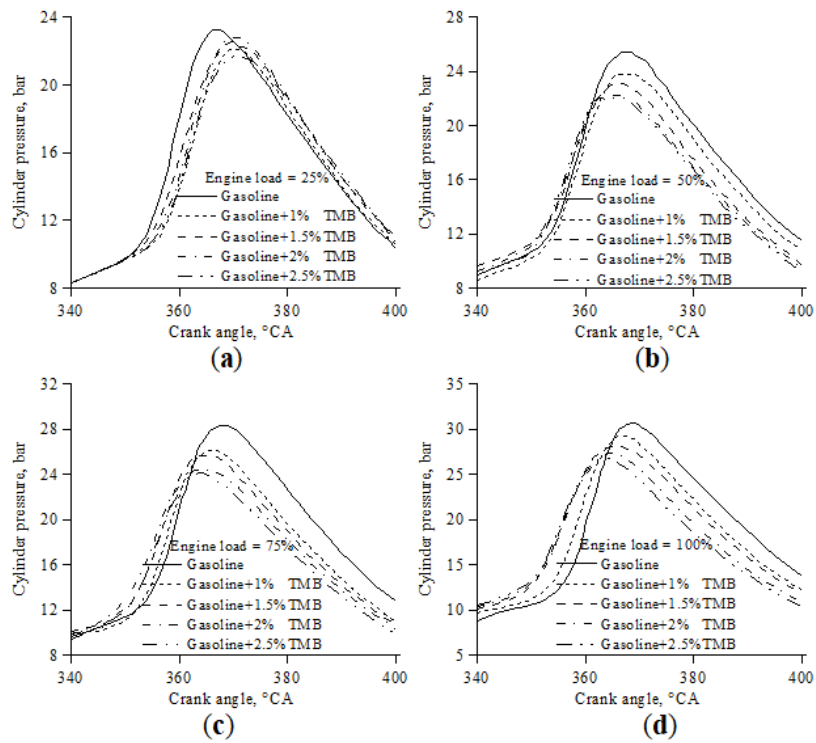 24
20
16
12
8
Cylinder pressure, bar
Engine load = 25%
Gasoline
Gasoline+1% TMB
Gasoline+1.5% TMB
Gasoline+2% TMB
Gasoline+2.5% TMB
340 360 380 400
Crank angle, °CA
(a)
28
24
20
16
12
8
Cylinder pressure, bar
Engine load = 50%
Gasoline
Gasoline+1% TMB
Gasoline+1.5% TMB
Gasoline+2% TMB
Gasoline+2.5% TMB
340 360 380 400
Crank angle, °CA
(b)
32
28
24
20
16
12
8
Cylinder pressure, bar
Engine load = 75%
Gasoline
Gasoline+1% TMB
Gasoline+1.5% TMB
Gasoline+2% TMB
Gasoline+2.5% TMB
340 360 380 400
Crank angle, °CA
(c)
35
30
25
20
15
10
5
Cylinder pressure, bar
Engine load = 100%
Gasoline
Gasoline+1% TMB
Gasoline+1.5% TMB
Gasoline+2% TMB
Gasoline+2.5% TMB
340 360 380 400
Crank angle, °CA
(d)